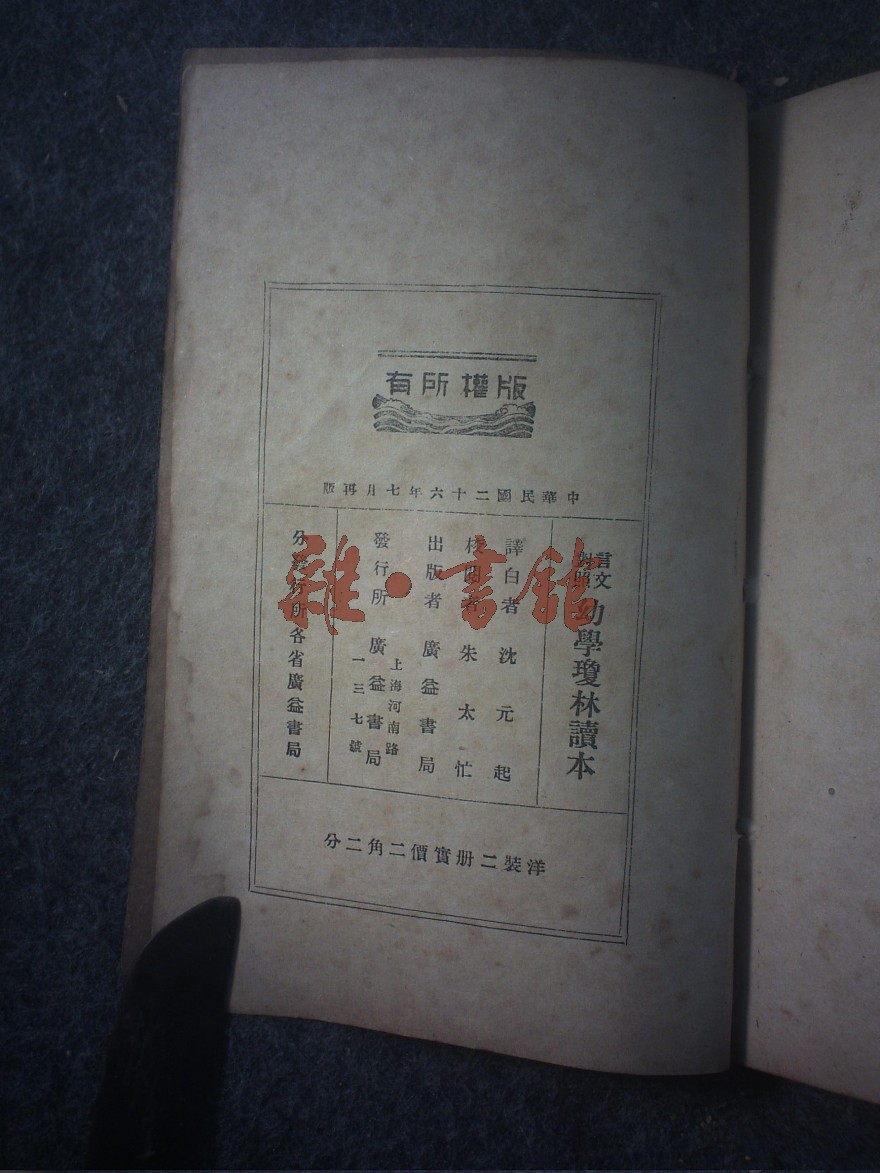 版權所有
中華民國二十六年七月再版
言文對照
幼學瓊林讀本
譯白者 沈元起
校閱者 朱太忙
出版者 廣益書局
發行所 廣益書局
上海河南路
一三七號
分發行所各省廣益書局
洋裝二册實價二角二分
雜·書館